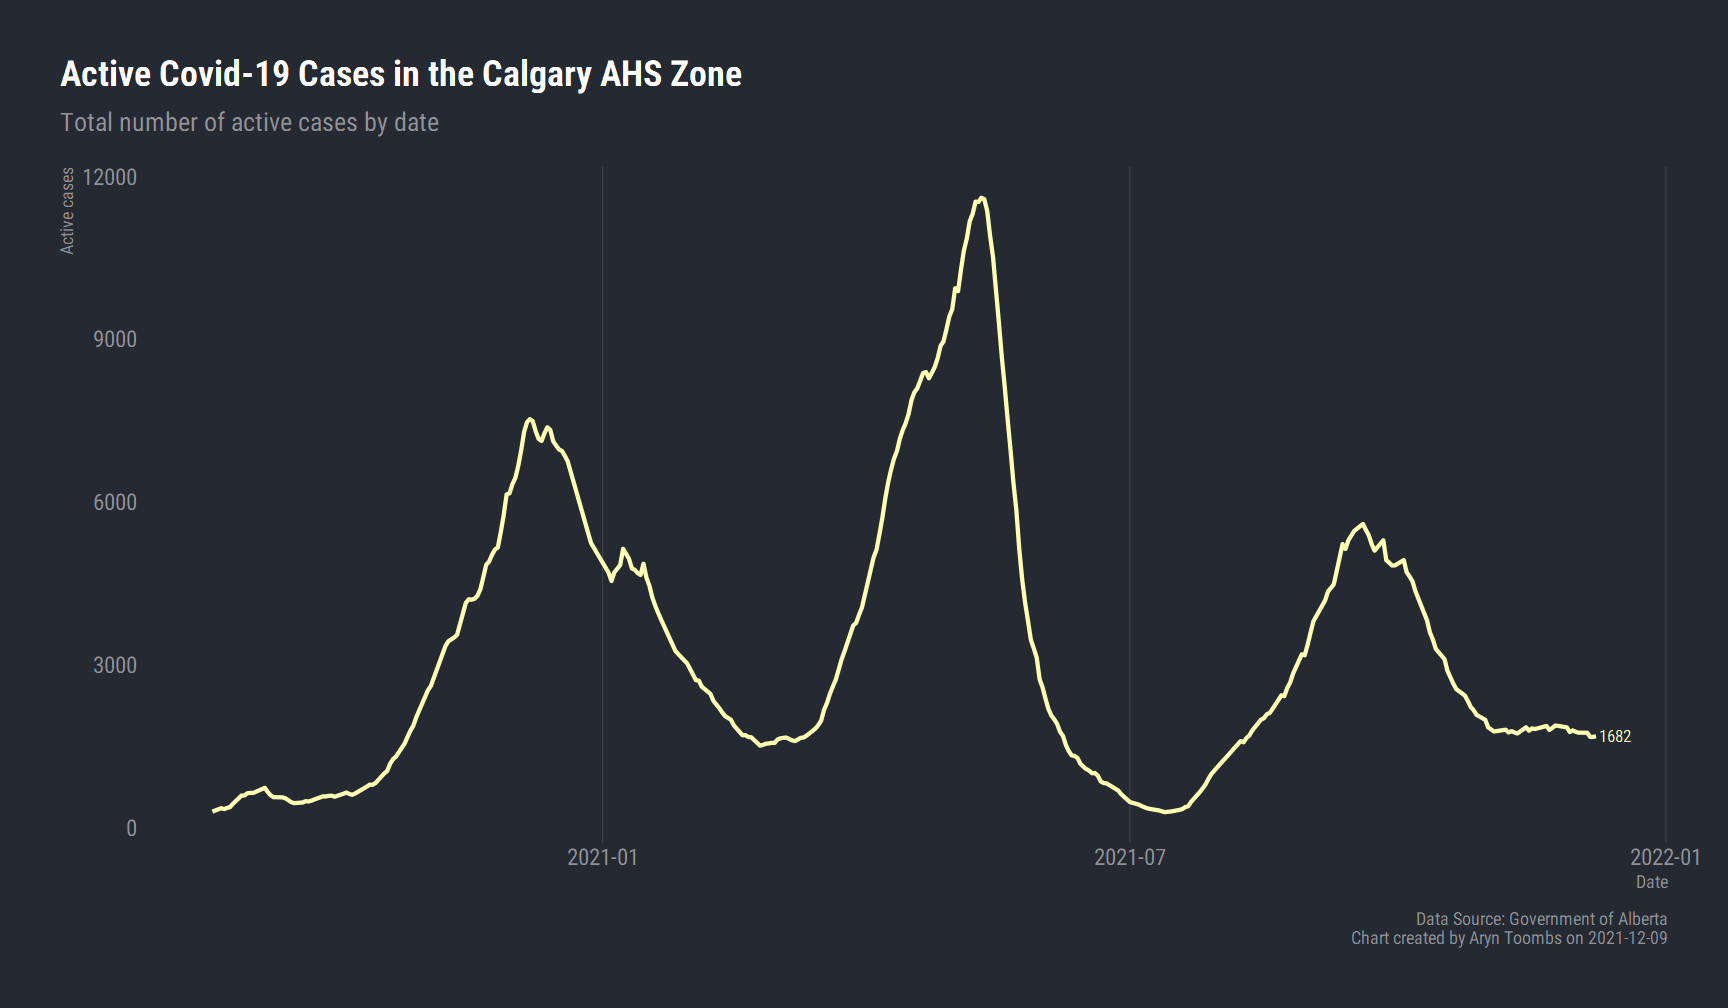 Active Covid-19 Cases in the Calgary AHS Zone
Total number of active cases by date
Active cases
12000
9000
6000
3000
0
1682
2021-01
2021-07
2022-01
Date
Data Source: Government of Alberta
Chart created by Aryn Toombs on 2021-12-09